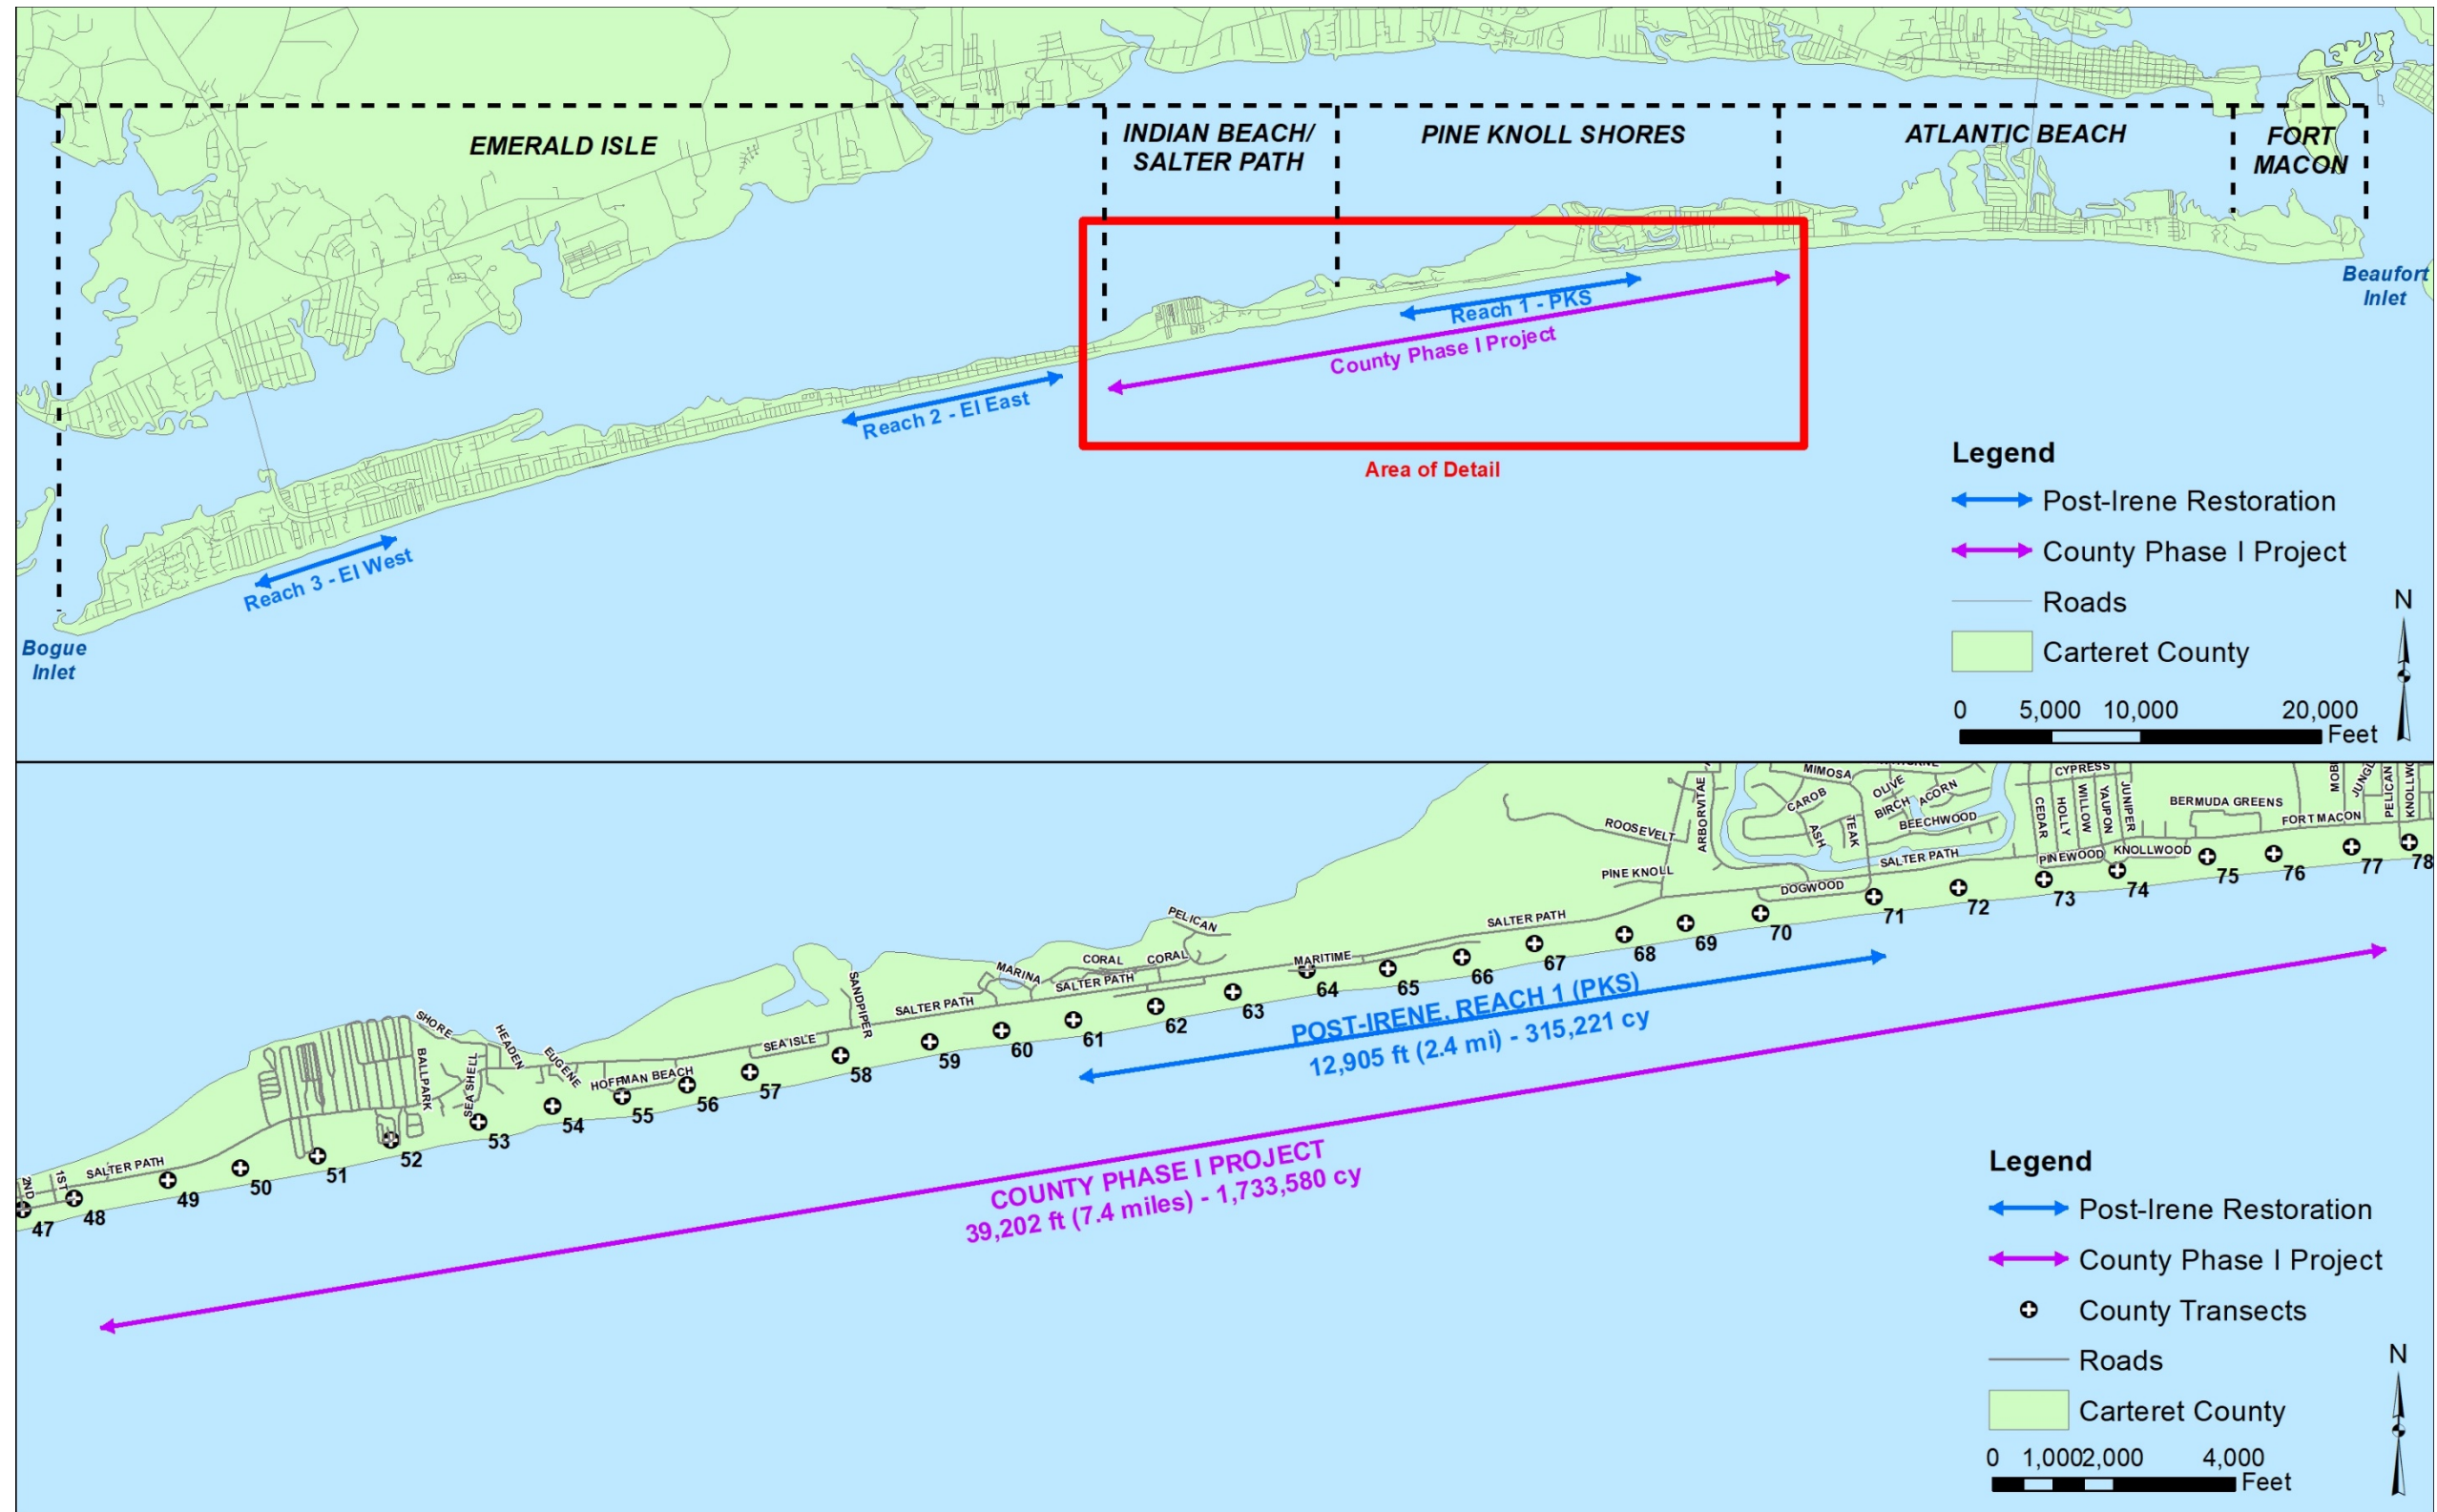 EMERALD ISLE
INDIAN BEACH/
SALTER PATH
PINE KNOLL SHORES
ATLANTIC BEACH
FORT
MACON
Beaufort
Inlet
Reach 1 - PKS
County Phase I Project
Reach 2 - EI East
Area of Detail
Reach 3 - EI West
Bogue
Inlet
Legend
Post-Irene Restoration
County Phase I Project
Roads
Carteret County
N
0 5,000 10,000 20,000
Feet
MIMOSA
CYPRESS
CAROB
OLIVE
BIRCH
ACORN
BEECHWOOD
ASH
TEAK
ARBORVITAE
ROOSEVELT
PINE KNOLL
DOGWOOD
SALTER PATH
CEDAR
HOLLY
WILLOW
YAUPON
JUNIPER
PINEWOOD
KNOLLWOOD
BERMUDA GREENS
FORT MACON
PELICAN
SALTER PATH
MARITIME
PELICAN
CORAL
CORAL
MARINA
SALTER PATH
SALTER PATH
SANDPIPER
SEA ISLE
HOFFMAN BEACH
EUGENE
HEADEN
SHORE
SEA SHELL
BALLPARK
SALTER PATH
1ST
2ND
47
48
49
50
51
52
53
54
55
56
57
58
59
60
61
62
63
64
65
66
67
68
69
70
71
72
73
74
75
76
77
78
POST-IRENE, REACH 1 (PKS)
12,905 ft (2.4 mi) - 315,221 cy
COUNTY PHASE I PROJECT
39,202 ft (7.4 miles) - 1,733,580 cy
Legend
Post-Irene Restoration
County Phase I Project
County Transects
Roads
Carteret County
N
0 1,000 2,000 4,000
Feet